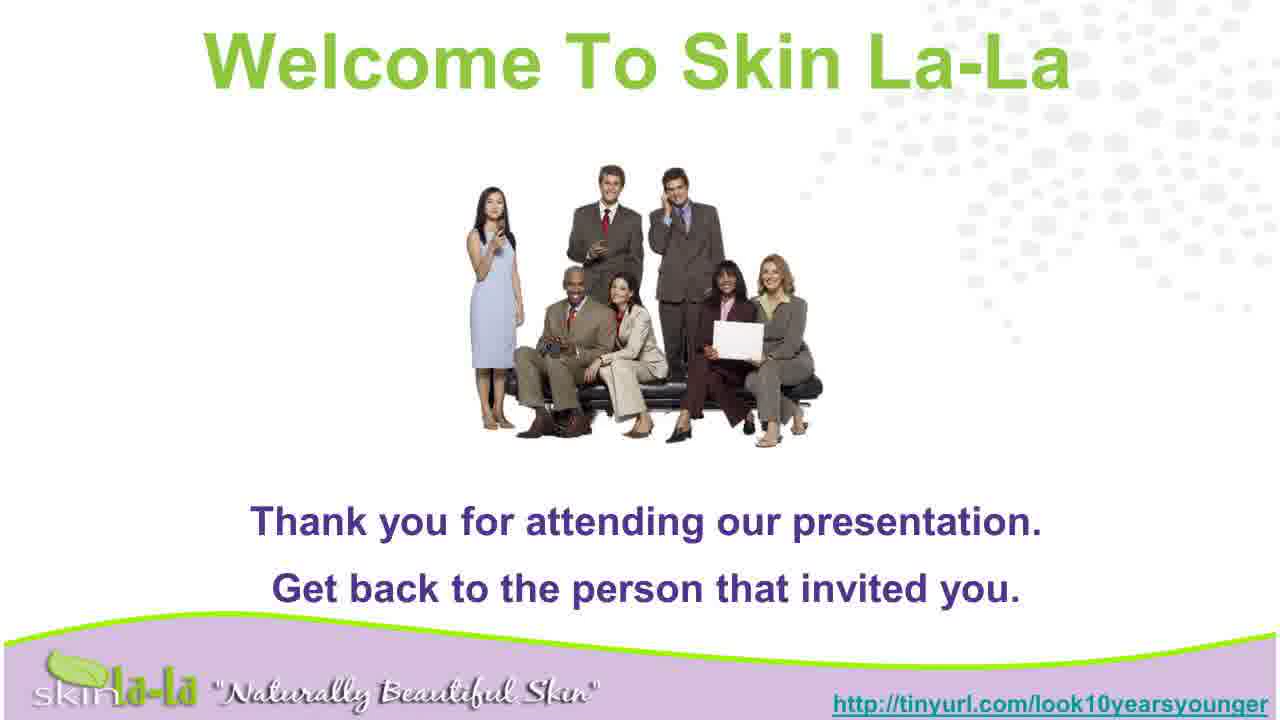 Welcome To Skin La-La
Thank you for attending our presentation.
Get back to the person that invited you.
skin la-la "Naturally Beautiful Skin"
http://tinyurl.com/look10yearsyounger